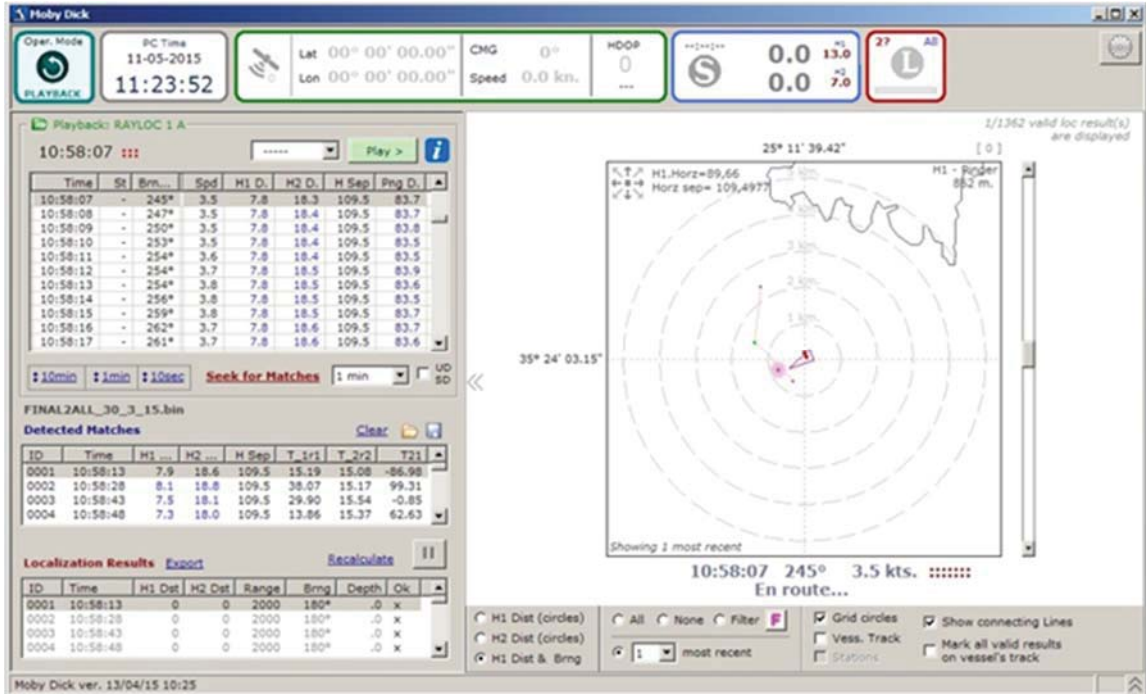 Moby Dick
Oper. Mode
PLAYBACK
PC Time
11-05-2015
11:23:52
Lat 00° 00' 00.00"
Lon 00° 00' 00.00"
CMG 0°
Speed 0.0 kn.
HDOP
0
---
--:--:--
S
0.0 H1 13.0
0.0 H2 7.0
2? All
L
Playback: RAYLOC 1 A
10:58:07
----- Play > i
Time St Brn... Spd H1 D. H2 D. H Sep Png D.
10:58:07 - 245° 3.5 7.8 18.3 109.5 83.7
10:58:08 - 247° 3.5 7.8 18.4 109.5 83.7
10:58:09 - 250° 3.5 7.8 18.4 109.5 83.8
10:58:10 - 253° 3.5 7.8 18.4 109.5 83.5
10:58:11 - 254° 3.6 7.8 18.4 109.5 83.5
10:58:12 - 254° 3.7 7.8 18.5 109.5 83.9
10:58:13 - 254° 3.8 7.8 18.5 109.5 83.6
10:58:14 - 256° 3.8 7.8 18.5 109.5 83.5
10:58:15 - 259° 3.8 7.8 18.5 109.5 83.7
10:58:16 - 262° 3.7 7.8 18.6 109.5 83.7
10:58:17 - 261° 3.7 7.8 18.6 109.5 83.6
10min 1min 10sec Seek for Matches 1 min UD
SD
FINAL2ALL_30_3_15.bin
Detected Matches Clear
ID Time H1 ... H2 ... H Sep T_1r1 T_2r2 T21
0001 10:58:13 7.9 18.6 109.5 15.19 15.08 -86.98
0002 10:58:28 8.1 18.8 109.5 38.07 15.17 99.31
0003 10:58:43 7.5 18.1 109.5 29.90 15.54 -0.85
0004 10:58:48 7.3 18.0 109.5 13.86 15.37 62.63
Localization Results Export Recalculate
ID Time H1 Dst H2 Dst Range Brng Depth Ok
0001 10:58:13 0 0 2000 180° .0 x
0002 10:58:28 0 0 2000 180° .0 x
0003 10:58:43 0 0 2000 180° .0 x
0004 10:58:48 0 0 2000 180° .0 x
1/1362 valid loc result(s)
are displayed
25° 11' 39.42" [ 0 ]
H1.Horz=89,66
Horz sep= 109,4977
H1 - Pinger
862 m.
5 km.
4 km.
3 km.
2 km.
1 km.
35° 24' 03.15"
Showing 1 most recent
10:58:07 245° 3.5 kts.
En route...
H1 Dist (circles)
H2 Dist (circles)
H1 Dist & Brng
All None Filter F
1 most recent
Grid circles
Vess. Track
Stations
Show connecting Lines
Mark all valid results
on vessel's track
Moby Dick ver. 13/04/15 10:25